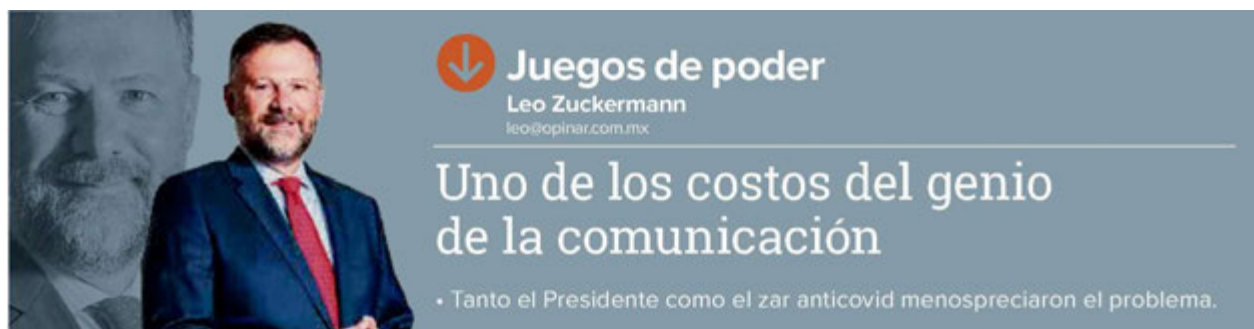 Juegos de poder
Leo Zuckermann
leo@opinar.com.mx
Uno de los costos del genio
de la comunicación
• Tanto el Presidente como el zar anticovid menospreciaron el problema.